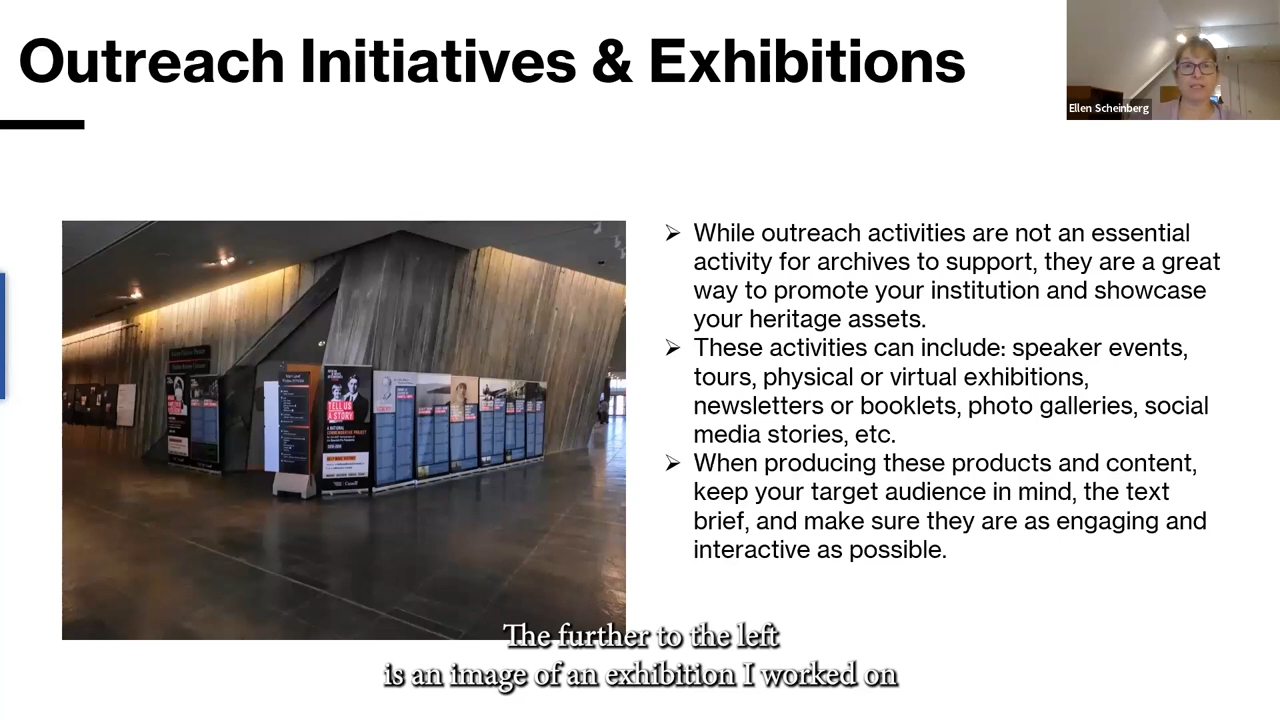 Outreach Initiatives & Exhibitions
Ellen Scheinberg
➢ While outreach activities are not an essential
activity for archives to support, they are a great
way to promote your institution and showcase
your heritage assets.
➢ These activities can include: speaker events,
tours, physical or virtual exhibitions,
newsletters or booklets, photo galleries, social
media stories, etc.
➢ When producing these products and content,
keep your target audience in mind, the text
brief, and make sure they are as engaging and
interactive as possible.
TELL US
A STORY
The further to the left
is an image of an exhibition I worked on